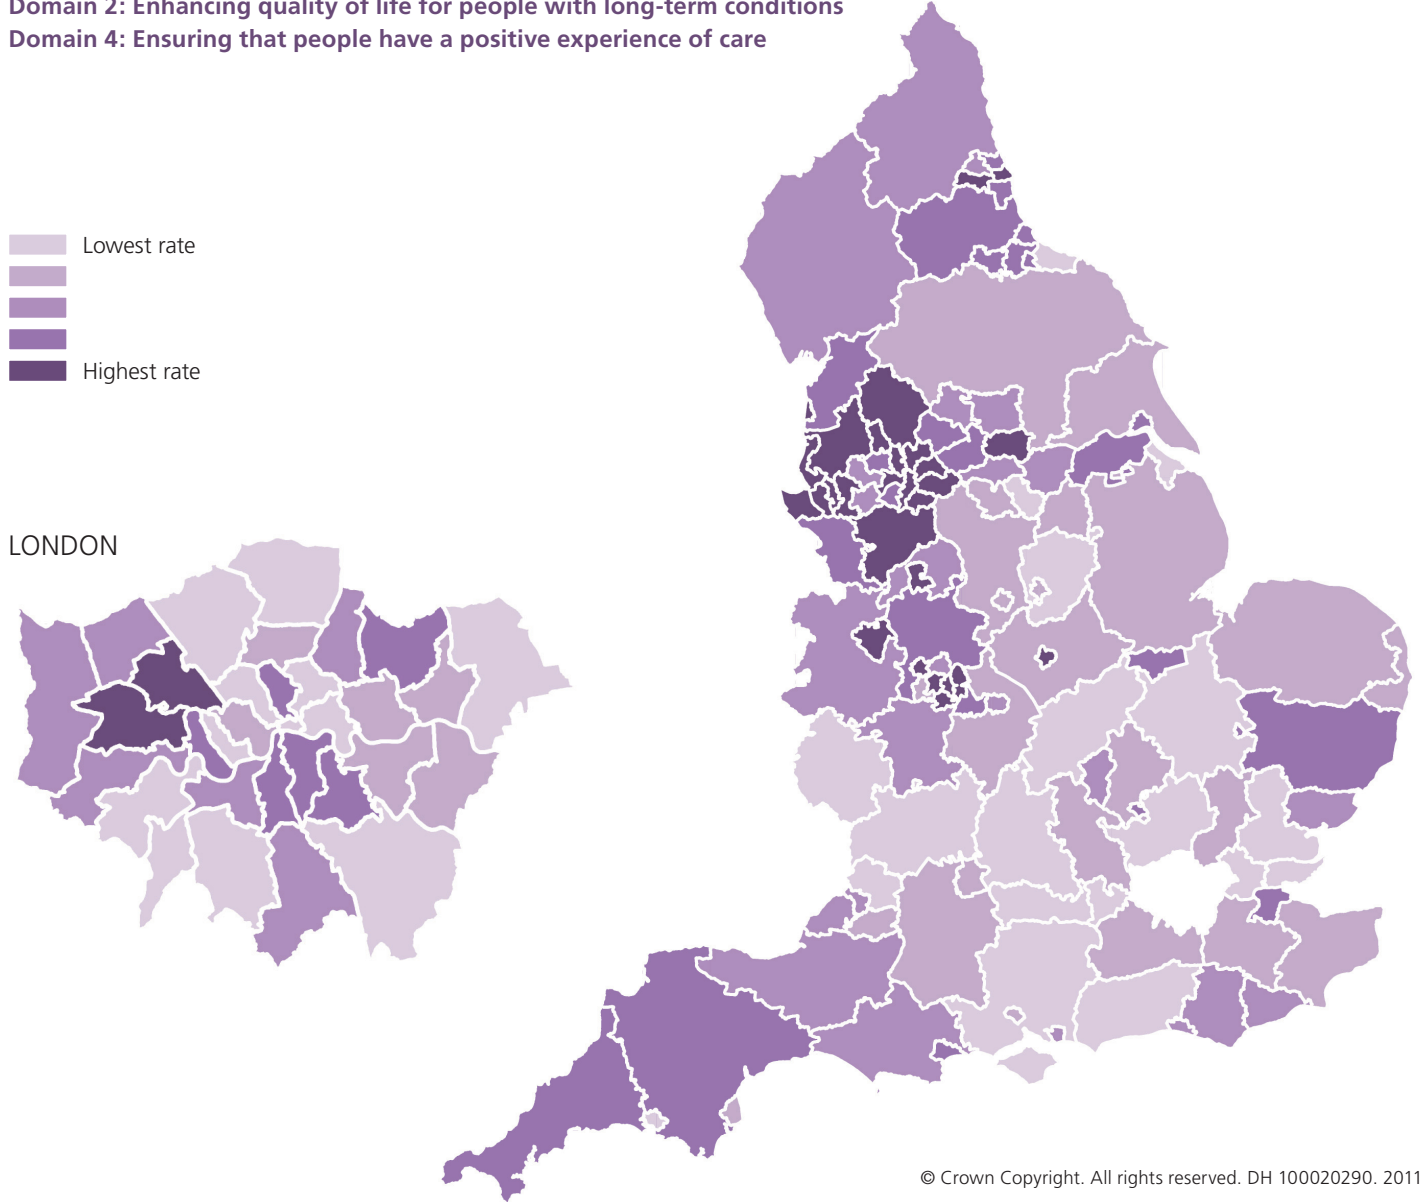 Domain 2: Enhancing quality of life for people with long-term conditions
Domain 4: Ensuring that people have a positive experience of care
Lowest rate
Highest rate
LONDON
© Crown Copyright. All rights reserved. DH 100020290. 2011